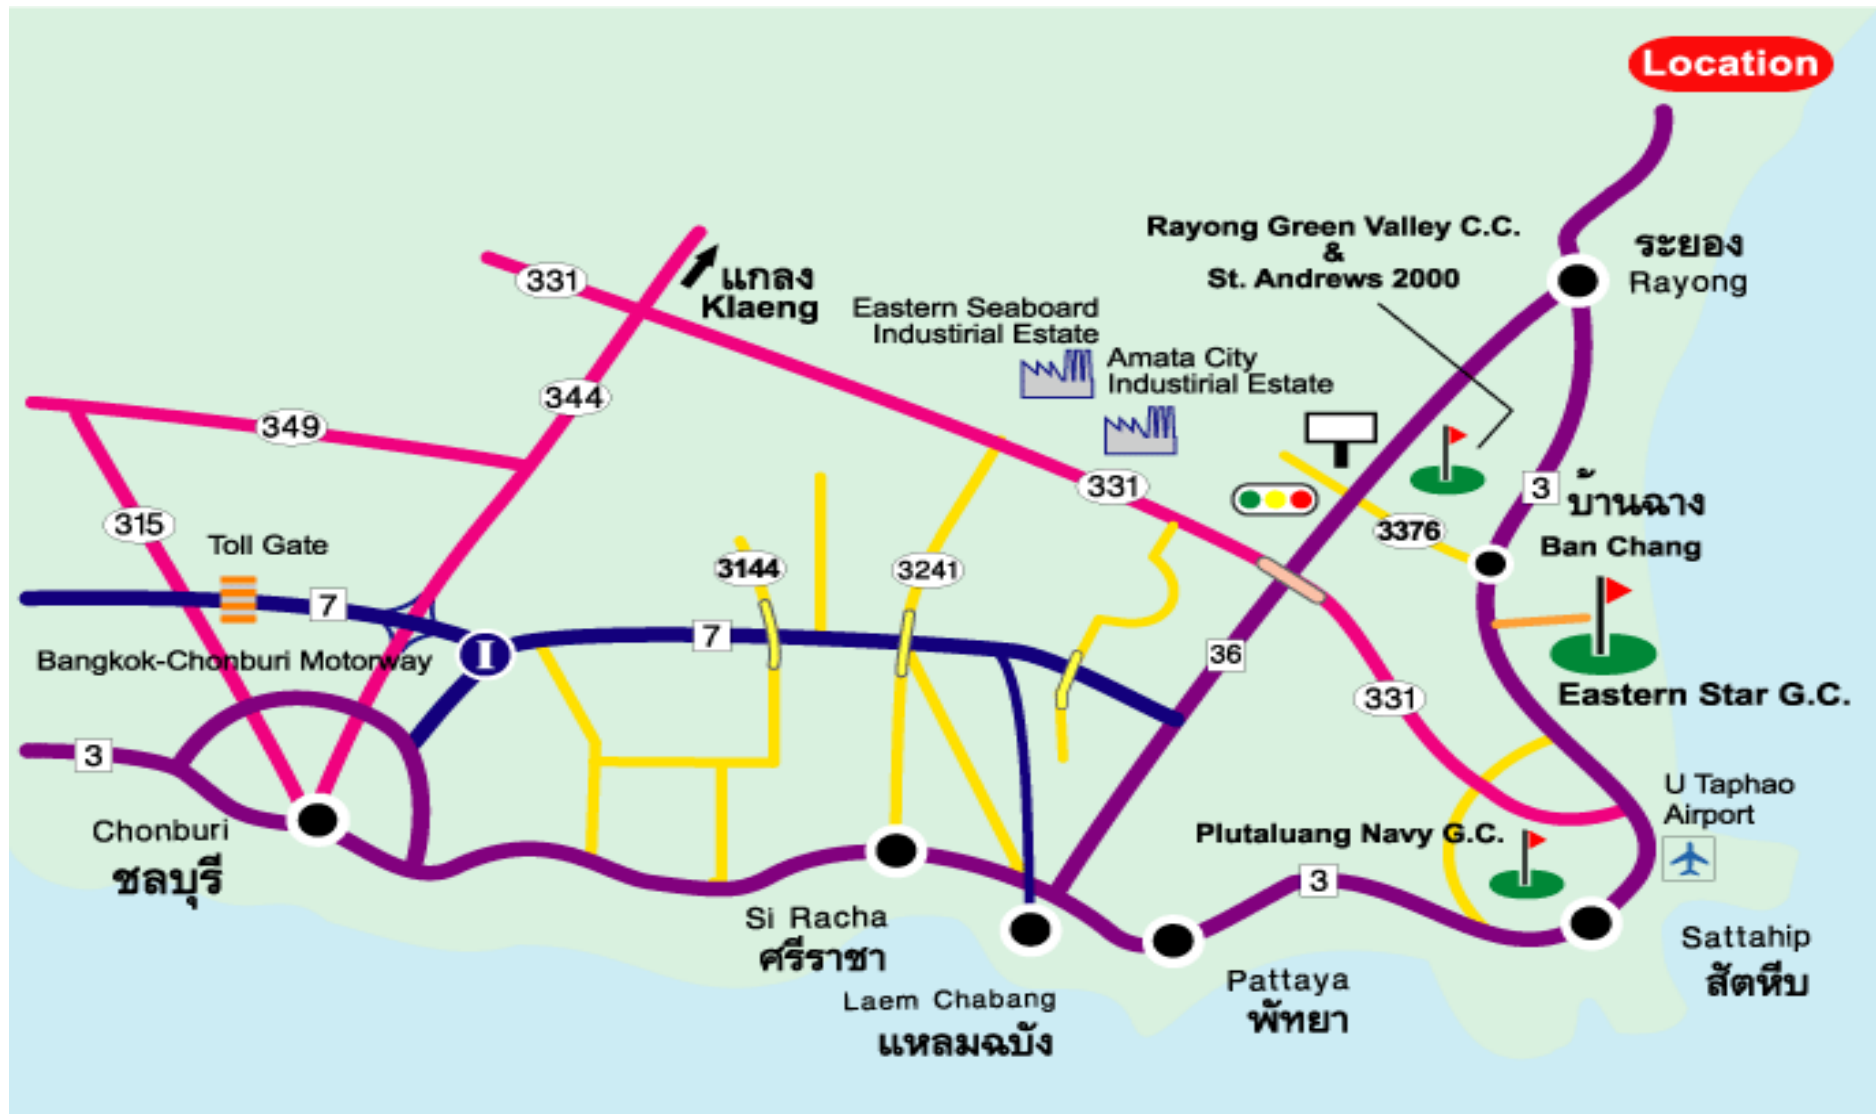 Location
Rayong Green Valley C.C.
&
St. Andrews 2000
ระยอง
Rayong
331
แกลง
Klaeng
Eastern Seaboard
Industirial Estate
Amata City
Industirial Estate
344
349
331
3
บ้านฉาง
Ban Chang
315
3376
Toll Gate
3144
3241
7
7
I
36
Bangkok-Chonburi Motorway
331
Eastern Star G.C.
3
U Taphao
Airport
Chonburi
ชลบุรี
Plutaluang Navy G.C.
3
Si Racha
ศรีราชา
Sattahip
สัตหีบ
Laem Chabang
แหลมฉบัง
Pattaya
พัทยา